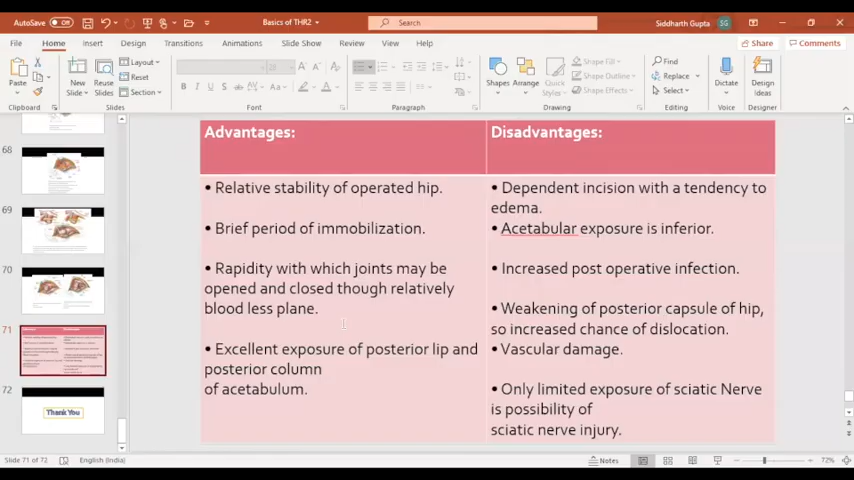 AutoSave
Off
Basics of THR2
Search
Siddharth Gupta
SG
File
Home
Insert
Design
Transitions
Animations
Slide Show
Review
View
Help
Share
Comments
Paste
New
Slide
Reuse
Slides
Layout
Reset
Section
Shapes
Arrange
Quick
Styles
Shape Fill
Shape Outline
Shape Effects
Find
Replace
Select
Dictate
Design
Ideas
Clipboard
Slides
Font
Paragraph
Drawing
Editing
Voice
Designer
68
69
70
71
72
Thank You
Advantages:
• Relative stability of operated hip.
• Brief period of immobilization.
• Rapidity with which joints may be
opened and closed though relatively
blood less plane.
• Excellent exposure of posterior lip and
posterior column
of acetabulum.
Disadvantages:
• Dependent incision with a tendency to
edema.
• Acetabular exposure is inferior.
• Increased post operative infection.
• Weakening of posterior capsule of hip,
so increased chance of dislocation.
• Vascular damage.
• Only limited exposure of sciatic Nerve
is possibility of
sciatic nerve injury.
Slide 71 of 72
English (India)
Notes
72%